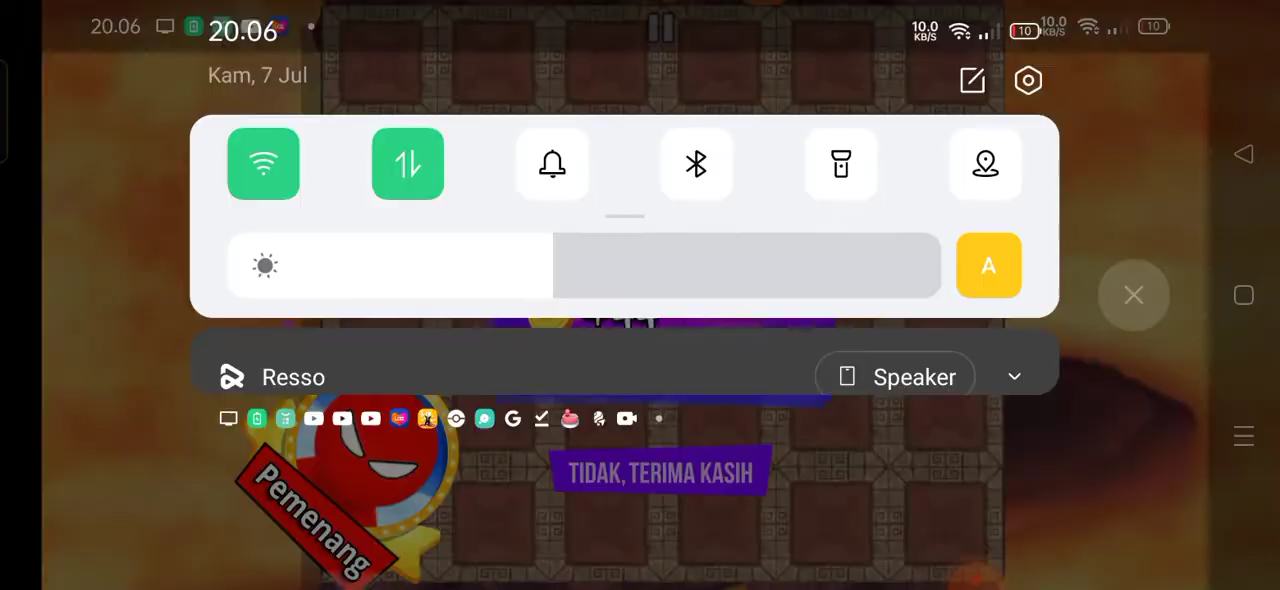 20.06
20.06
10.0
KB/S
10
10.0
KB/S
10
Kam, 7 Jul
A
Resso
Speaker
TIDAK, TERIMA KASIH
Pemenang